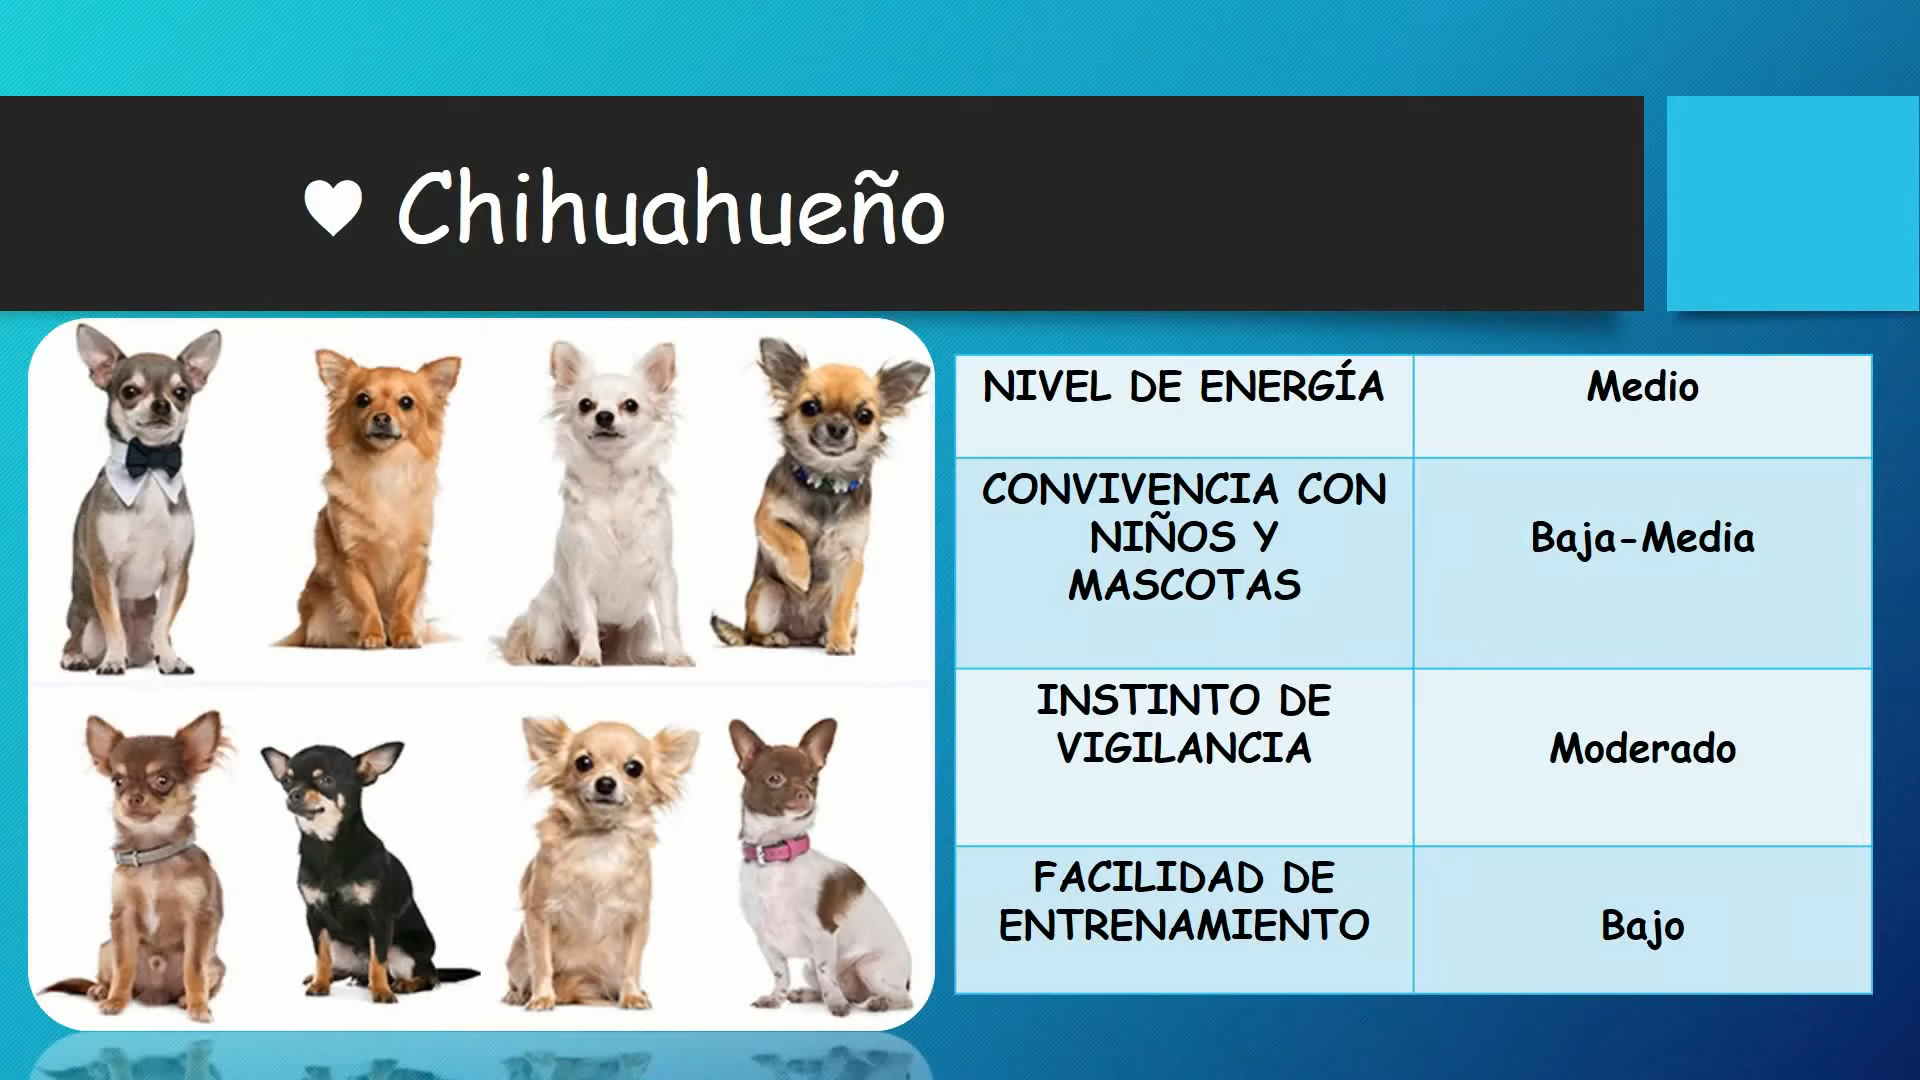 ♥ Chihuahueño
NIVEL DE ENERGÍA
Medio
CONVIVENCIA CON
NIÑOS Y
MASCOTAS
Baja-Media
INSTINTO DE
VIGILANCIA
Moderado
FACILIDAD DE
ENTRENAMIENTO
Bajo